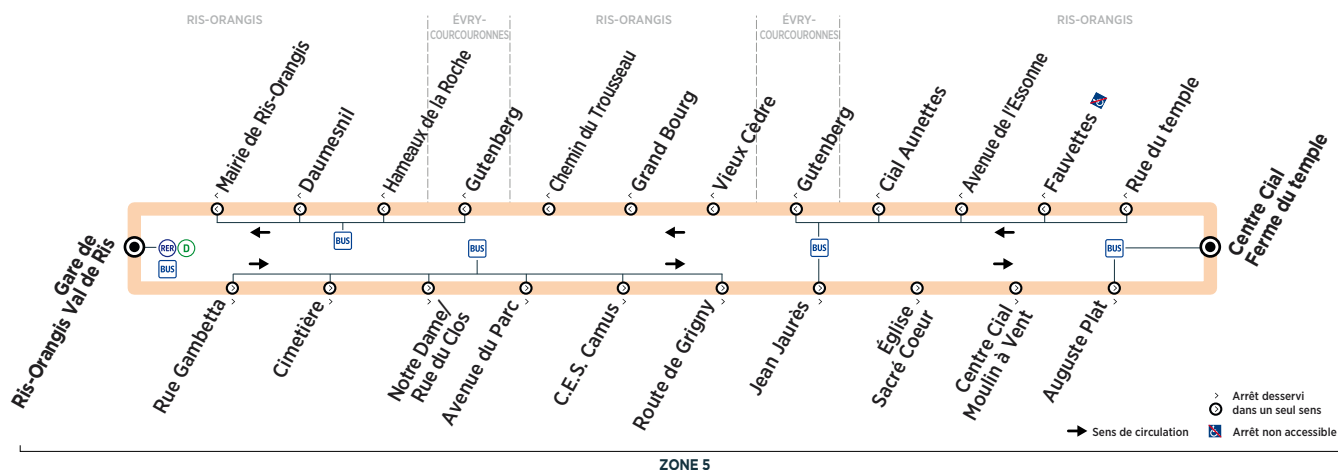 RIS-ORANGIS
ÉVRY-
COURCOURONNES
RIS-ORANGIS
ÉVRY-
COURCOURONNES
RIS-ORANGIS
Mairie de Ris-Orangis
Daumesnil
Hameaux de la Roche
Gutenberg
Chemin du Trousseau
Grand Bourg
Vieux Cèdre
Gutenberg
Cial Aunettes
Avenue de l'Essonne
Fauvettes
Rue du temple
Gare de
Ris-Orangis Val de Ris
RER D
BUS
BUS
BUS
BUS
BUS
Centre Cial
Ferme du temple
Rue Gambetta
Cimetière
Notre Dame/
Rue du Clos
Avenue du Parc
C.E.S. Camus
Route de Grigny
Jean Jaurès
Église
Sacré Coeur
Centre Cial
Moulin à Vent
Auguste Plat
Arrêt desservi
dans un seul sens
Sens de circulation
Arrêt non accessible
ZONE 5